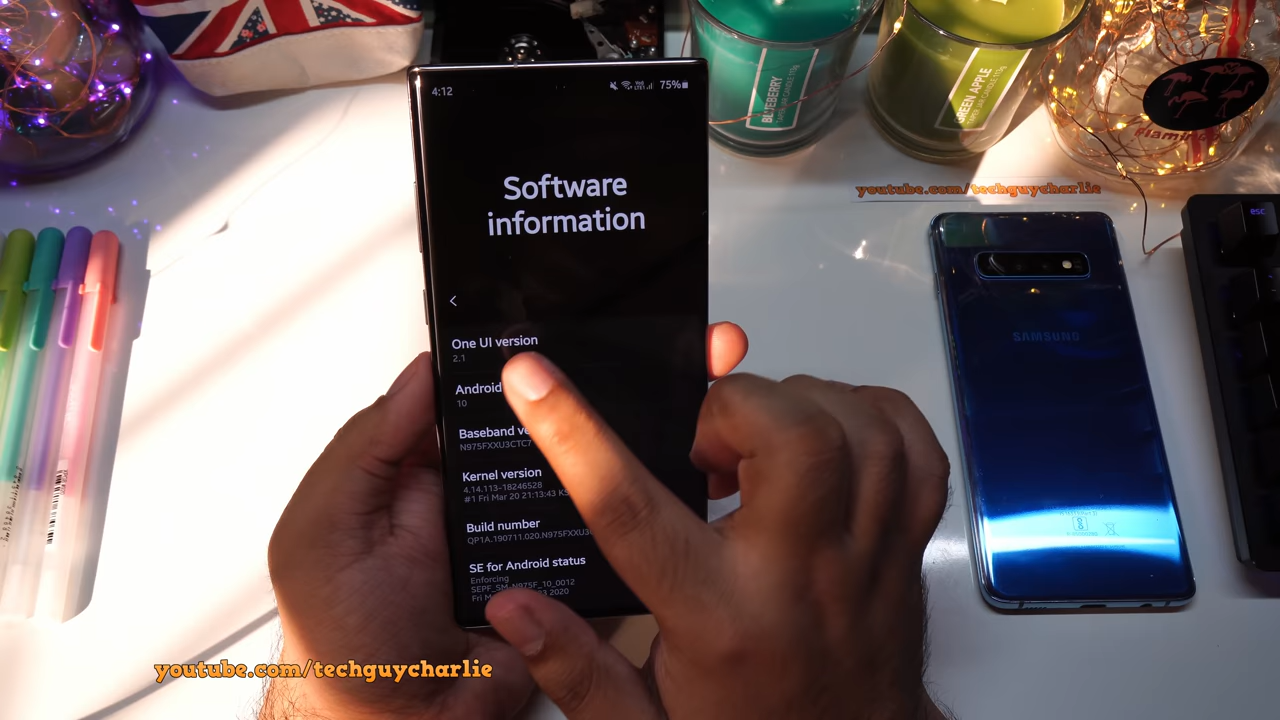 4:12
75%
Software
information
One UI version
2.1
Android
10
Baseband ve
N975FXXU3CTC7
Kernel version
4.14.113-18246528
#1 Fri Mar 20 21:13:43 KS
Build number
QP1A.190711.020.N975FXXU3
SE for Android status
Enforcing
SEPF_SM-N975F_10_0012
2020
BLUEBERRY
GREEN APPLE
Flamin
youtube.com/techguycharlie
esc
SAMSUNG
youtube.com/techguycharlie